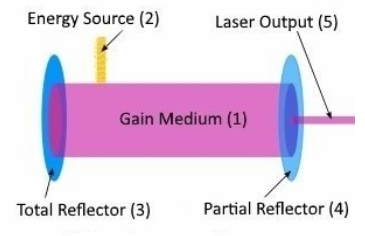 Energy Source (2)
Laser Output (5)
Gain Medium (1)
Total Reflector (3)
Partial Reflector (4)